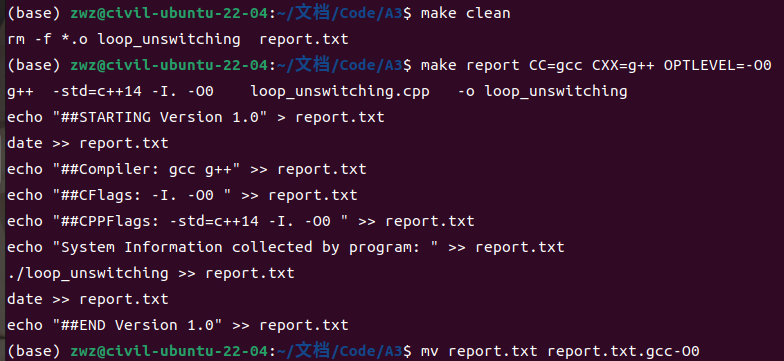 (base) zwz@civil-ubuntu-22-04:~/文档/Code/A3$ make clean
rm -f *.o loop_unswitching  report.txt
(base) zwz@civil-ubuntu-22-04:~/文档/Code/A3$ make report CC=gcc CXX=g++ OPTLEVEL=-O0
g++  -std=c++14 -I. -O0    loop_unswitching.cpp   -o loop_unswitching
echo "##STARTING Version 1.0" > report.txt
date >> report.txt
echo "##Compiler: gcc g++" >> report.txt
echo "##CFlags: -I. -O0 " >> report.txt
echo "##CPPFlags: -std=c++14 -I. -O0 " >> report.txt
echo "System Information collected by program: " >> report.txt
./loop_unswitching >> report.txt
date >> report.txt
echo "##END Version 1.0" >> report.txt
(base) zwz@civil-ubuntu-22-04:~/文档/Code/A3$ mv report.txt report.txt.gcc-O0